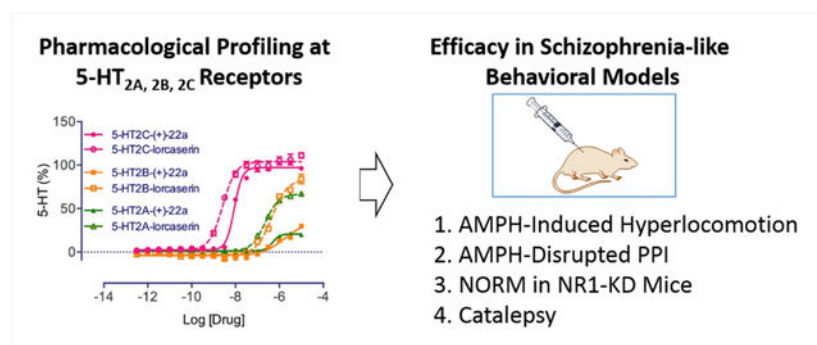 Pharmacological Profiling at
5-HT2A, 2B, 2C Receptors
150
100
50
0
5-HT (%)
5-HT2C-(+)-22a
5-HT2C-lorcaserin
5-HT2B-(+)-22a
5-HT2B-lorcaserin
5-HT2A-(+)-22a
5-HT2A-lorcaserin
-14 -12 -10 -8 -6 -4
Log [Drug]
Efficacy in Schizophrenia-like
Behavioral Models
1. AMPH-Induced Hyperlocomotion
2. AMPH-Disrupted PPI
3. NORM in NR1-KD Mice
4. Catalepsy